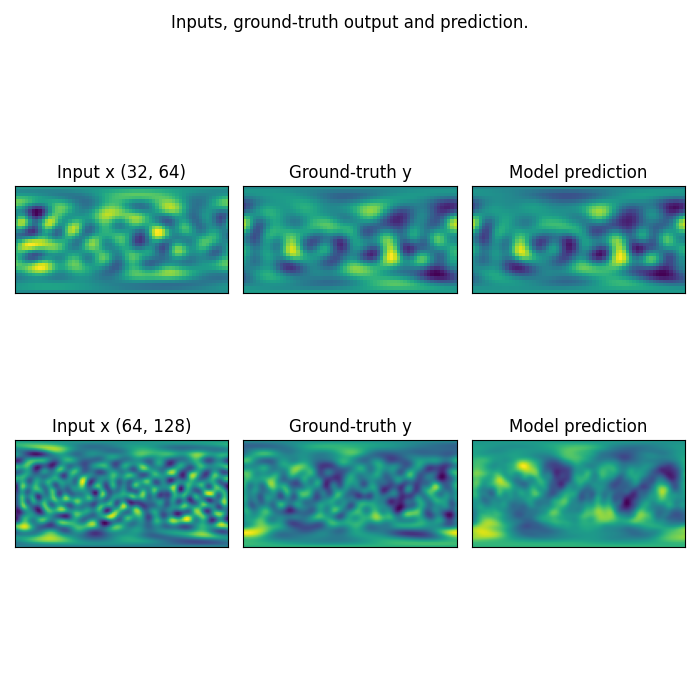 Inputs, ground-truth output and prediction.
Input x (32, 64)
Ground-truth y
Model prediction
Input x (64, 128)
Ground-truth y
Model prediction